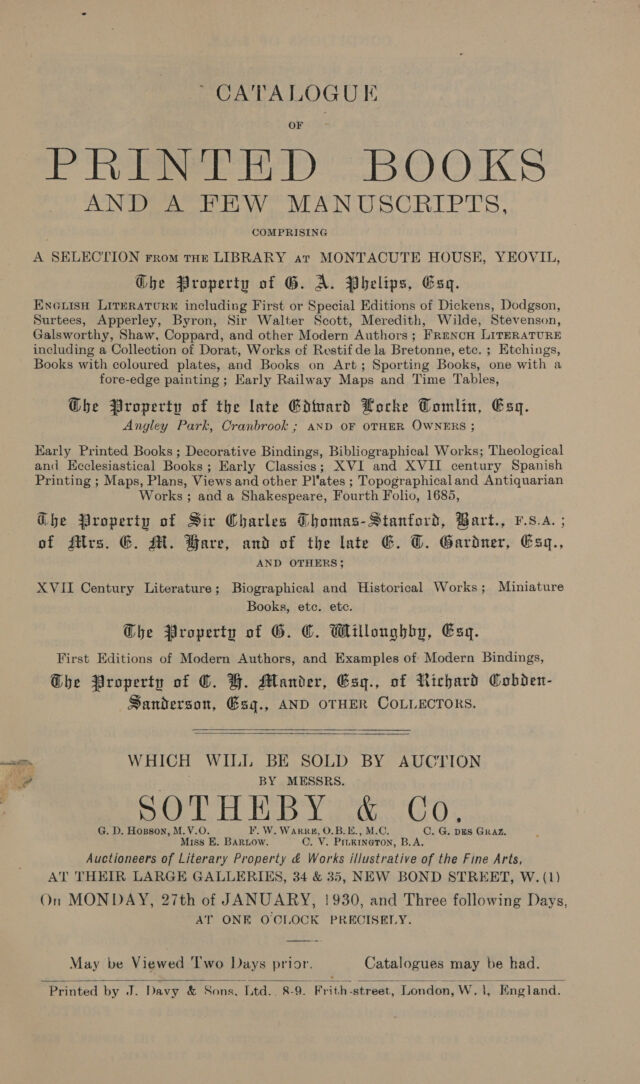 CATALOGUE
OF
PRINTED BOOKS
AND A FEW MANUSCRIPTS,
COMPRISING
A SELECTION FROM THE LIBRARY AT MONTACUTE HOUSE, YEOVIL,
The Property of G. A. Phelips, Esq.
ENGLISH LITERATURE including First or Special Editions of Dickens, Dodgson,
Surtees, Apperley, Byron, Sir Walter Scott, Meredith, Wilde, Stevenson,
Galsworthy, Shaw, Coppard, and other Modern Authors; FRENCH LITERATURE
including a Collection of Dorat, Works of Restif de la Bretonne, etc.; Etchings,
Books with coloured plates, and Books on Art; Sporting Books, one with a
fore-edge painting; Early Railway Maps and Time Tables,
The Property of the late Edward Locke Tomlin, Esq.
Angley Park, Cranbrook; AND OF OTHER OWNERS;
Early Printed Books; Decorative Bindings, Bibliographical Works; Theological
and Ecclesiastical Books; Early Classics; XVI and XVII century Spanish
Printing; Maps, Plans, Views and other Plates; Topographical and Antiquarian
Works; and a Shakespeare, Fourth Folio, 1685,
The Property of Sir Charles Thomas-Stanford, Bart., F.S.A.;
of Mrs. E. M. Hare, and of the late E. T. Gardner, Esq.,
AND OTHERS;
XVII Century Literature; Biographical and Historical Works; Miniature
Books, etc. etc.
The Property of G. C. Willoughby, Esq.
First Editions of Modern Authors, and Examples of Modern Bindings,
The Property of C. H. Mander, Esq., of Richard Cobden-
Sanderson, Esq., AND OTHER COLLECTORS.
WHICH WILL BE SOLD BY AUCTION
BY MESSRS.
SOTHEBY & Co.
G. D. HOBSON, M.V.O. F. W. WARRE, O.B.E., M.C. C. G. DES GRAZ.
MISS E. BARLOW. C. V. PILKINGTON, B.A.
Auctioneers of Literary Property & Works illustrative of the Fine Arts,
AT THEIR LARGE GALLERIES, 34 & 35, NEW BOND STREET, W.(1)
On MONDAY, 27th of JANUARY, 1930, and Three following Days,
AT ONE O'CLOCK PRECISELY.
May be Viewed Two Days prior. Catalogues may be had.
Printed by J. Davy & Sons, Ltd. 8-9. Frith-street, London, W. 1, England.